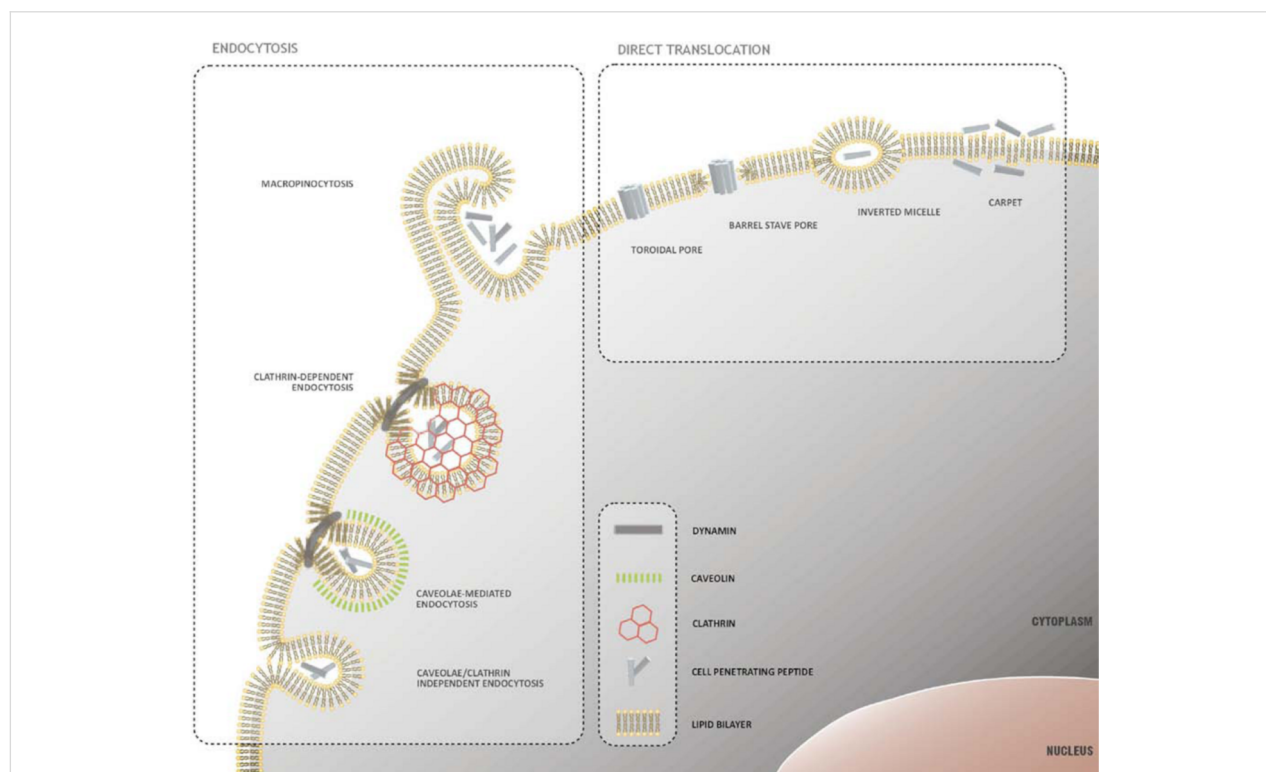 ENDOCYTOSIS
DIRECT TRANSLOCATION
MACROPINOCYTOSIS
TOROIDAL PORE
BARREL STAVE PORE
INVERTED MICELLE
CARPET
CLATHRIN-DEPENDENT
ENDOCYTOSIS
CAVEOLAE-MEDIATED
ENDOCYTOSIS
CAVEOLAE/CLATHRIN
INDEPENDENT ENDOCYTOSIS
DYNAMIN
CAVEOLIN
CLATHRIN
CELL PENETRATING PEPTIDE
LIPID BILAYER
CYTOPLASM
NUCLEUS